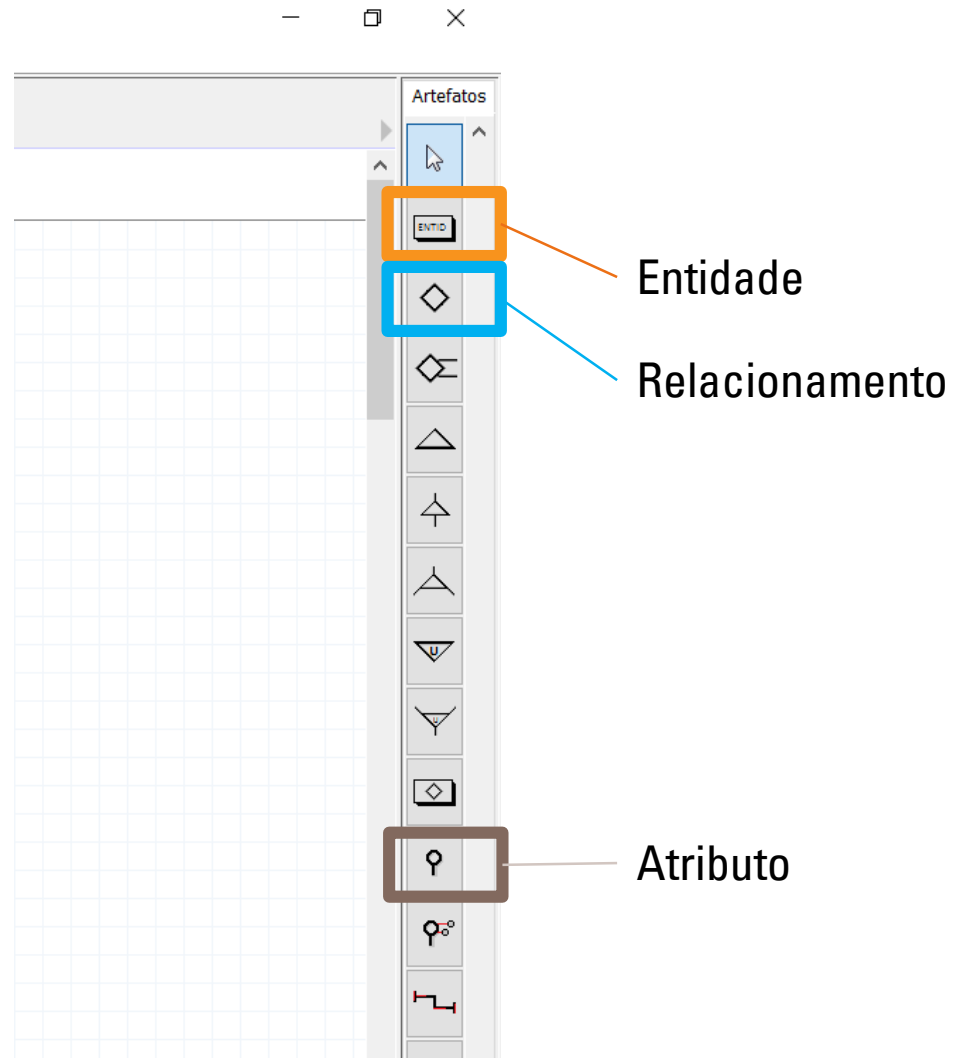 Artefatos
ENTID
Entidade
Relacionamento
U
U
Atributo